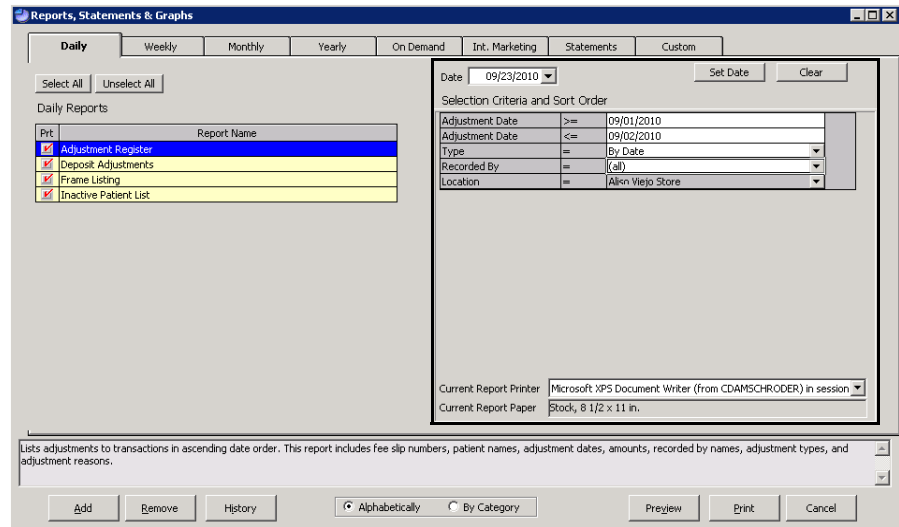 Reports, Statements & Graphs
Daily Weekly Monthly Yearly On Demand Int. Marketing Statements Custom
Select All Unselect All
Daily Reports
Prt Report Name
Adjustment Register
Deposit Adjustments
Frame Listing
Inactive Patient List
Date 09/23/2010 Set Date Clear
Selection Criteria and Sort Order
Adjustment Date >= 09/01/2010
Adjustment Date <= 09/02/2010
Type = By Date
Recorded By = (all)
Location = Viejo Store
Current Report Printer Microsoft XPS Document Writer (from CDAMSCHRODER) in session
Current Report Paper Stock, 8 1/2 x 11 in.
Lists adjustments to transactions in ascending date order. This report includes fee slip numbers, patient names, adjustment dates, amounts, recorded by names, adjustment types, and
adjustment reasons.
Add Remove History Alphabetically By Category Preview Print Cancel